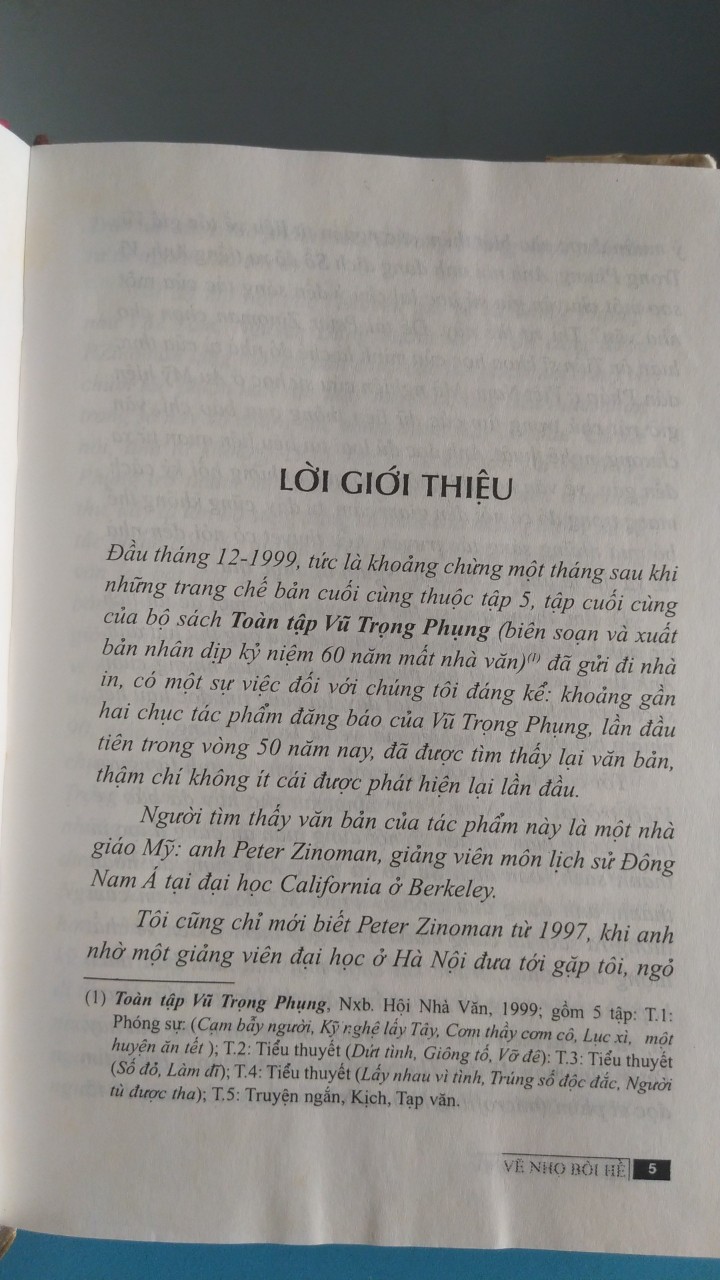 LỜI GIỚI THIỆU
Đầu tháng 12-1999, tức là khoảng chừng một tháng sau khi
những trang chế bản cuối cùng thuộc tập 5, tập cuối cùng
của bộ sách Toàn tập Vũ Trọng Phụng (biên soạn và xuất
bản nhân dịp kỷ niệm 60 năm mất nhà văn)(1) đã gửi đi nhà
in, có một sự việc đối với chúng tôi đáng kể: khoảng gần
hai chục tác phẩm đăng báo của Vũ Trọng Phụng, lần đầu
tiên trong vòng 50 năm nay, đã được tìm thấy lại văn bản,
thậm chí không ít cái được phát hiện lại lần đầu.
Người tìm thấy văn bản của tác phẩm này là một nhà
giáo Mỹ: anh Peter Zinoman, giảng viên môn lịch sử Đông
Nam Á tại đại học California ở Berkeley.
Tôi cũng chỉ mới biết Peter Zinoman từ 1997, khi anh
nhờ một giảng viên đại học ở Hà Nội đưa tới gặp tôi, ngỏ
(1) Toàn tập Vũ Trọng Phụng, Nxb. Hội Nhà Văn, 1999; gồm 5 tập: T.1:
Phóng sự: (Cạm bẫy người, Kỹ nghệ lấy Tây, Cơm thầy cơm cô, Lục xì, một
huyện ăn tết ); T.2: Tiểu thuyết (Dứt tình, Giông tố, Vỡ đê): T.3: Tiểu thuyết
(Số đỏ, Làm đĩ); T.4: Tiểu thuyết (Lấy nhau vì tình, Trúng số độc đắc, Người
tù được tha); T.5: Truyện ngắn, Kịch, Tạp văn.
VẼ NHỌ BÔI HỀ 5